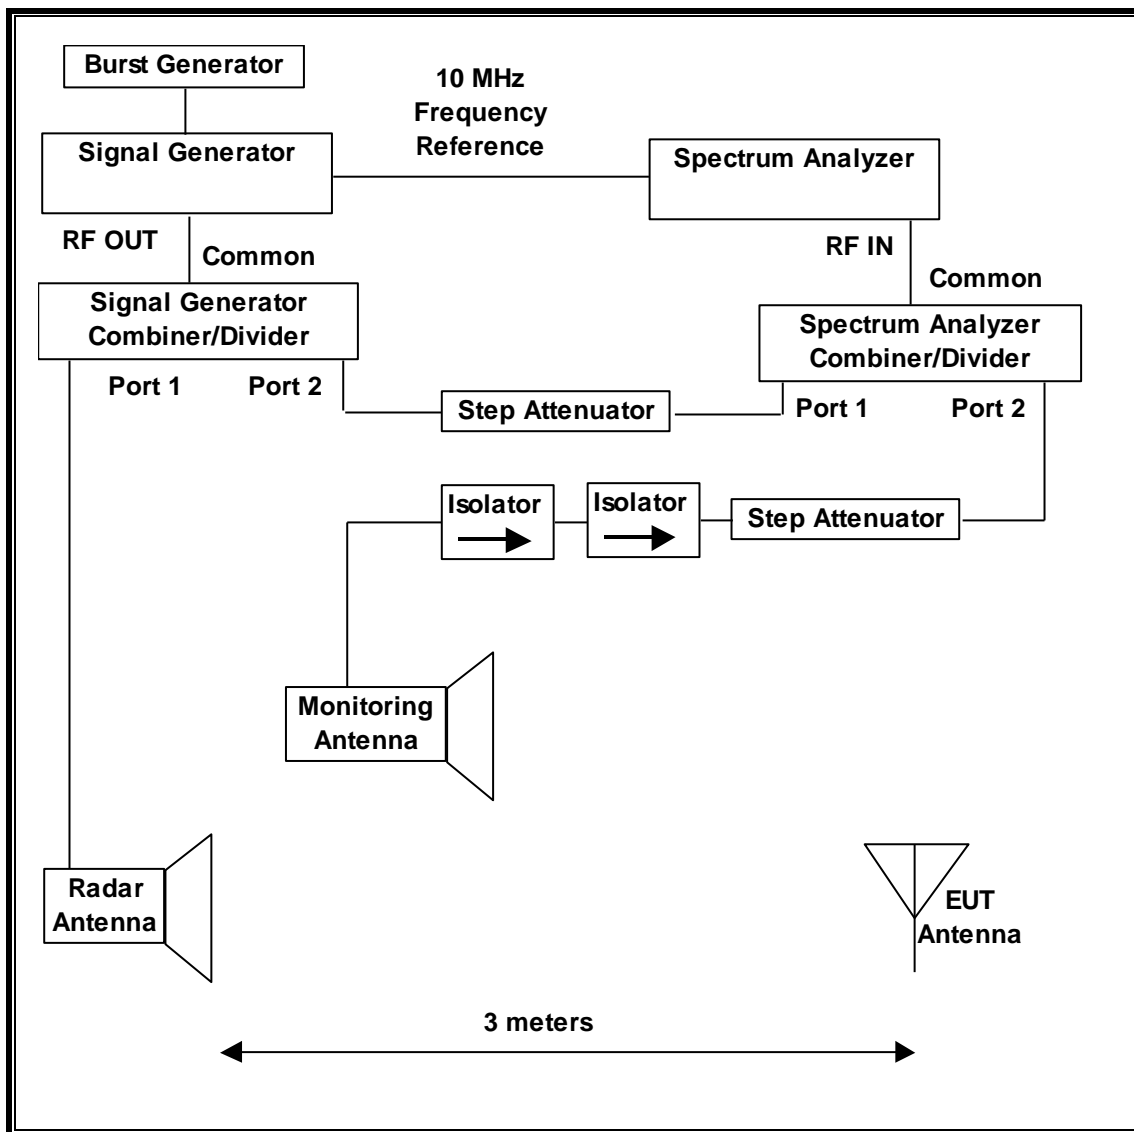 Burst Generator
10 MHz
Frequency
Reference
Signal Generator
Spectrum Analyzer
RF OUT
Common
RF IN
Common
Signal Generator
Combiner/Divider
Spectrum Analyzer
Combiner/Divider
Port 1
Port 2
Step Attenuator
Port 1
Port 2
Isolator
Isolator
Step Attenuator
Monitoring
Antenna
Radar
Antenna
EUT
Antenna
3 meters